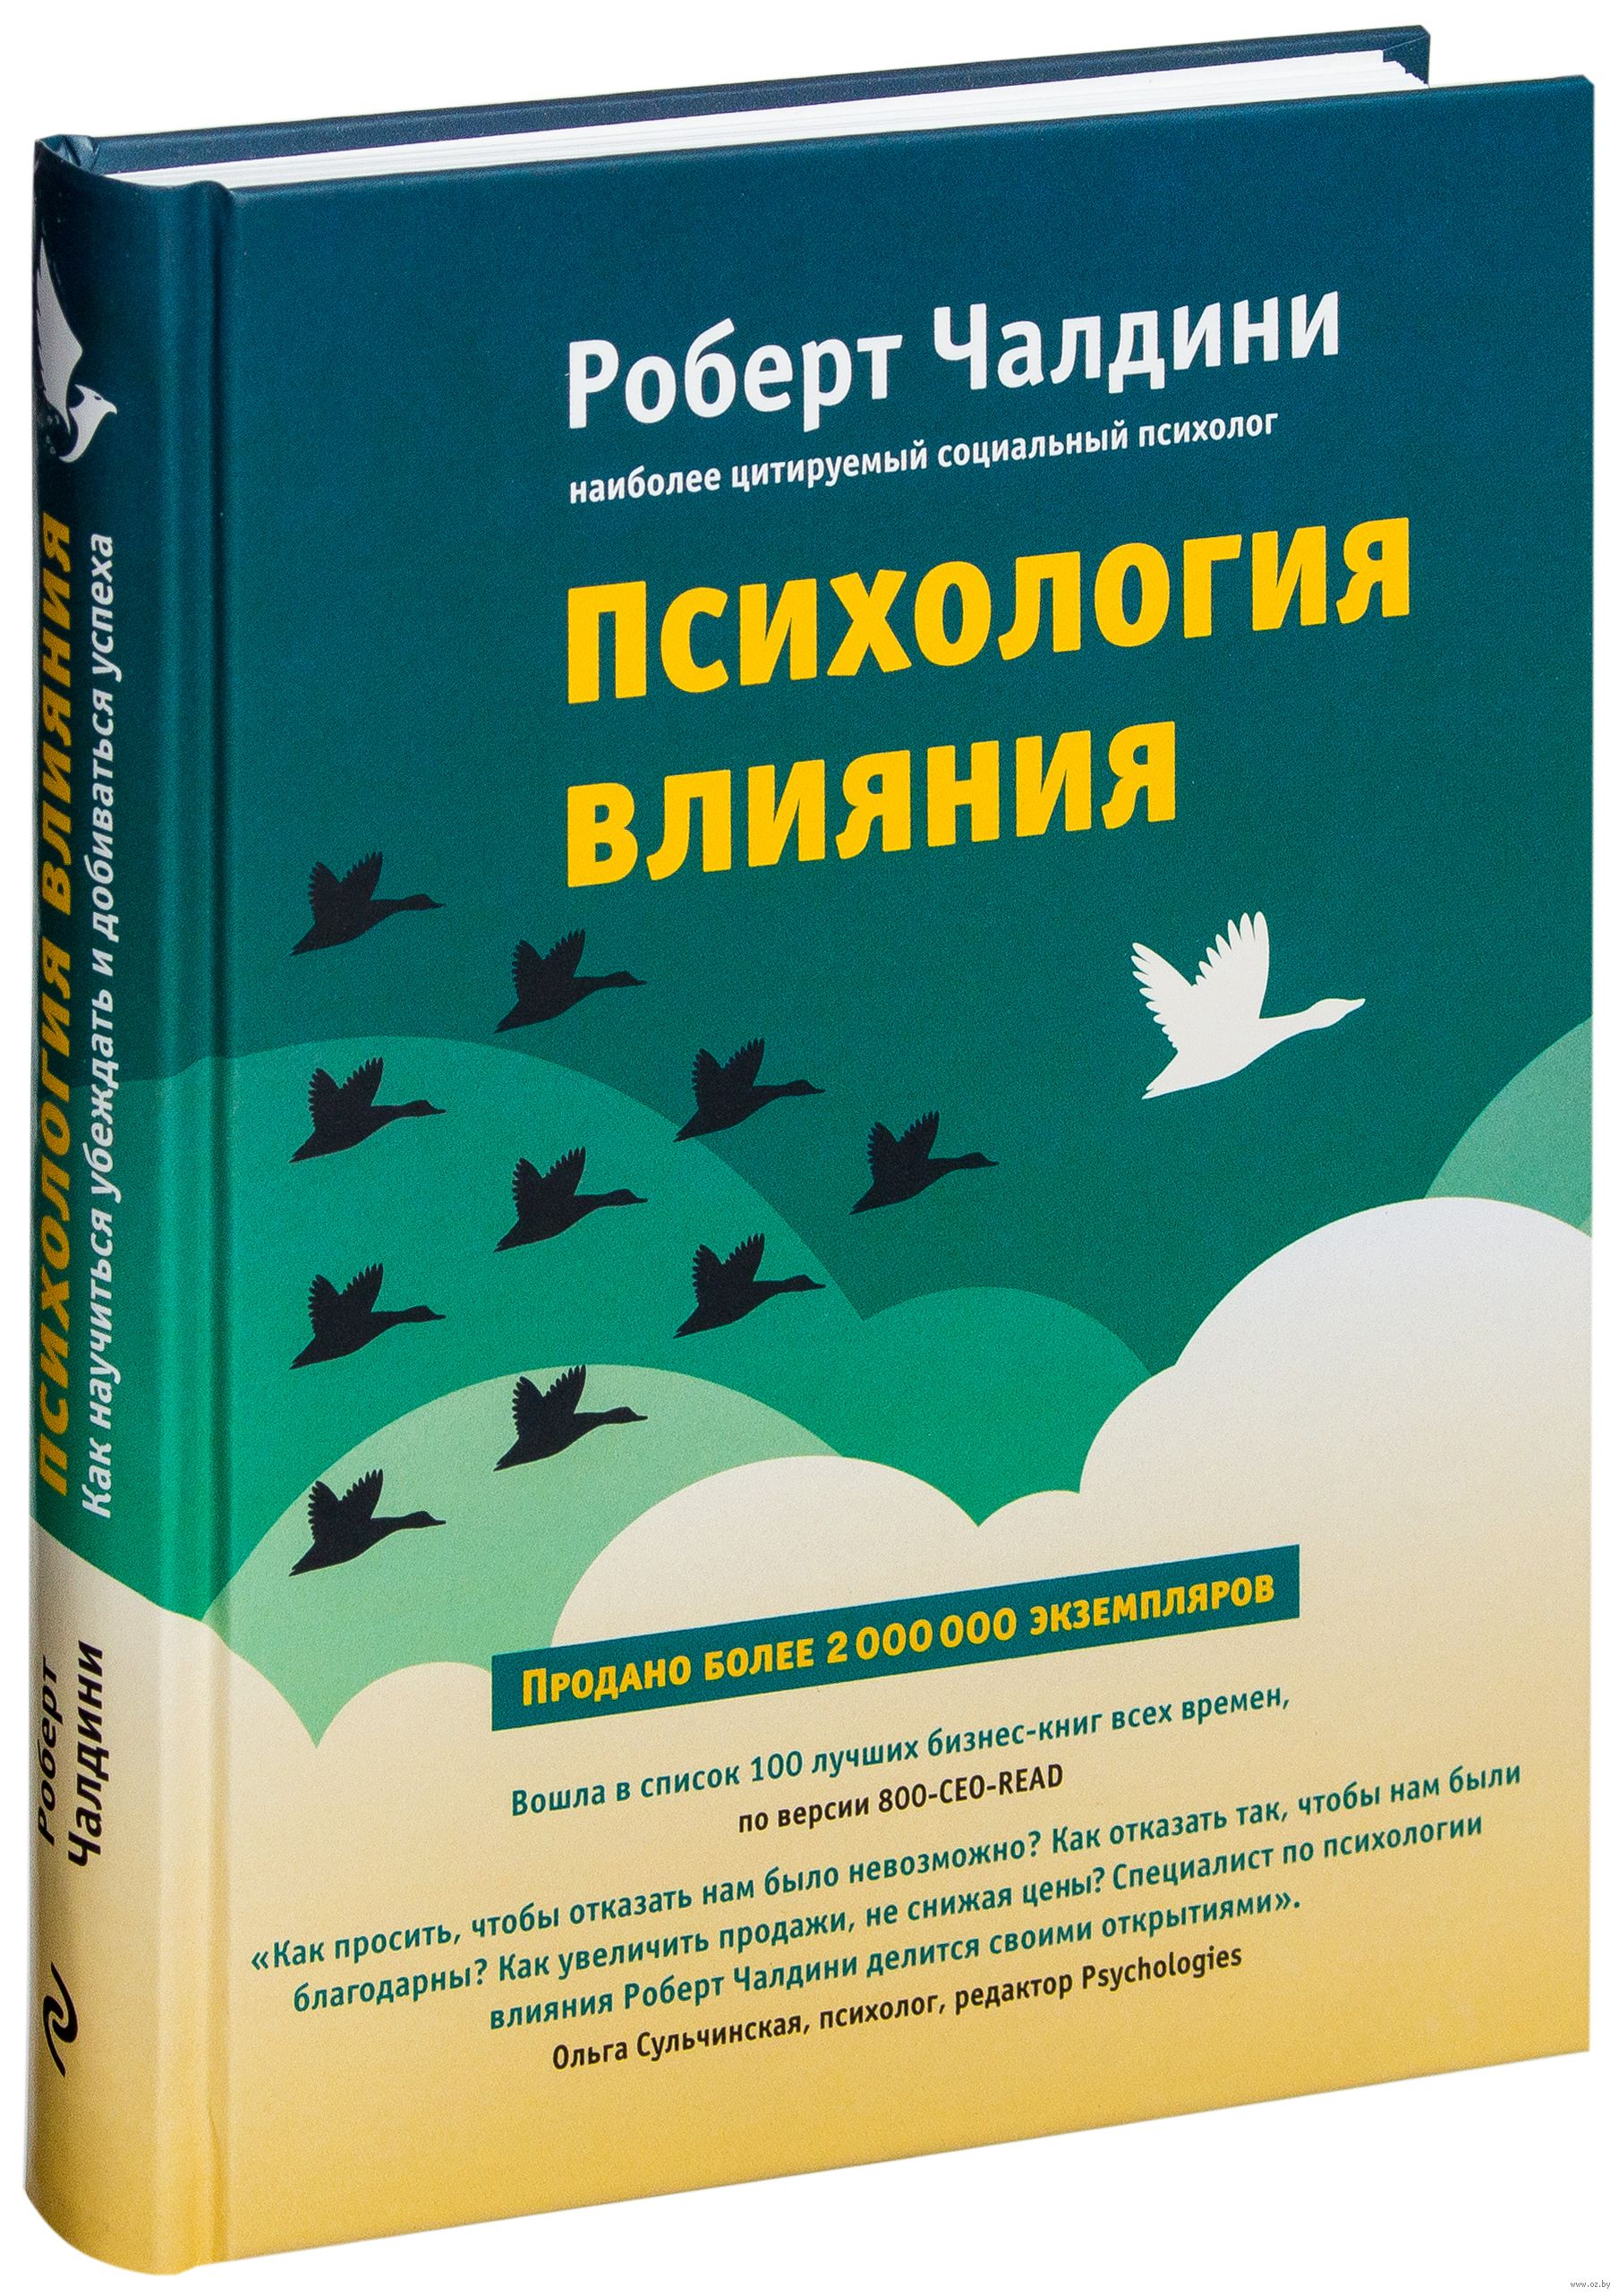 Роберт Чалдини
наиболее цитируемый социальный психолог
ПСИХОЛОГИЯ
ВЛИЯНИЯ
ПРОДАНО БОЛЕЕ 2 000 000 ЭКЗЕМПЛЯРОВ
Вошла в список 100 лучших бизнес-книг всех времен,
по версии 800-CEO-READ
«Как просить, чтобы отказать нам было невозможно? Как отказать так, чтобы нам были
благодарны? Как увеличить продажи, не снижая цены? Специалист по психологии
влияния Роберт Чалдини делится своими открытиями».
Ольга Сульчинская, психолог, редактор Psychologies
ПСИХОЛОГИЯ ВЛИЯНИЯ
Как научиться убеждать и добиваться успеха
Роберт
Чалдини
www.oz.by